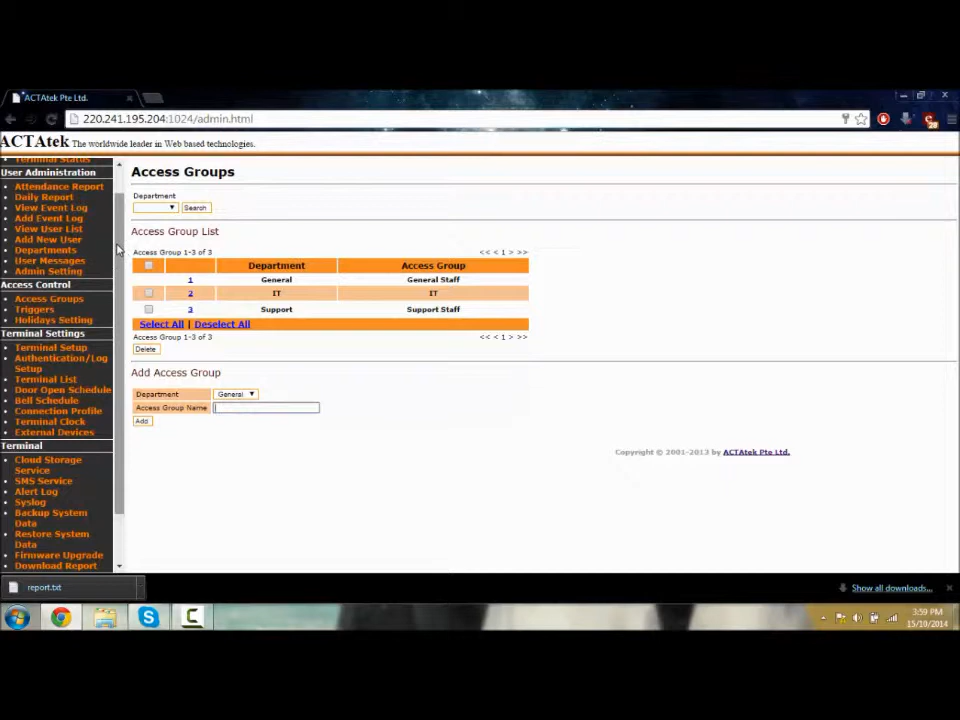 ACTAtek Pte Ltd.
220.241.195.204:1024/admin.html
ACTAtek The worldwide leader in Web based technologies.
Terminal Status
User Administration
Attendance Report
Daily Report
View Event Log
Add Event Log
View User List
Add New User
Departments
User Messages
Admin Setting
Access Control
Access Groups
Triggers
Holidays Setting
Terminal Settings
Terminal Setup
Authentication/Log
Setup
Terminal List
Door Open Schedule
Bell Schedule
Connection Profile
Terminal Clock
External Devices
Terminal
Cloud Storage
Service
SMS Service
Alert Log
Syslog
Backup System
Data
Restore System
Data
Firmware Upgrade
Download Report
Access Groups
Department
Search
Access Group List
Access Group 1-3 of 3 << < 1 > >>
Department Access Group
1 General General Staff
2 IT IT
3 Support Support Staff
Select All | Deselect All
Access Group 1-3 of 3 << < 1 > >>
Delete
Add Access Group
Department General
Access Group Name
Add
Copyright © 2001-2013 by ACTAtek Pte Ltd.
report.txt
Show all downloads...
3:59 PM
15/10/2014